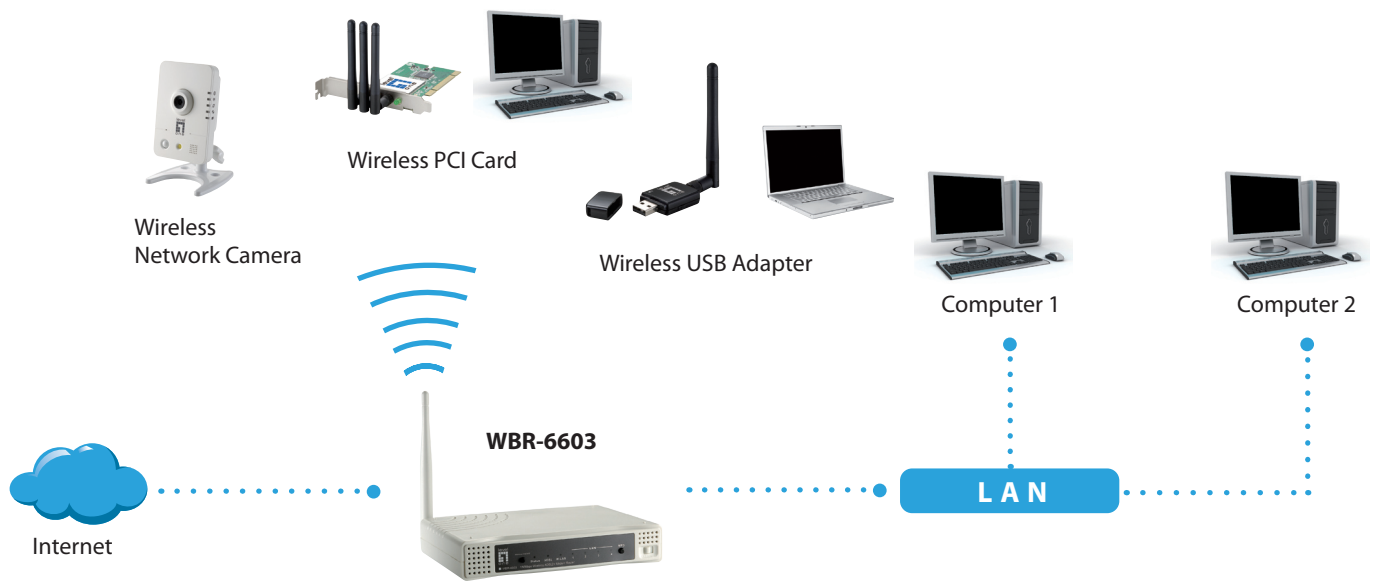 Wireless PCI Card
Wireless
Network Camera
Wireless USB Adapter
Computer 1
Computer 2
WBR-6603
LAN
Internet